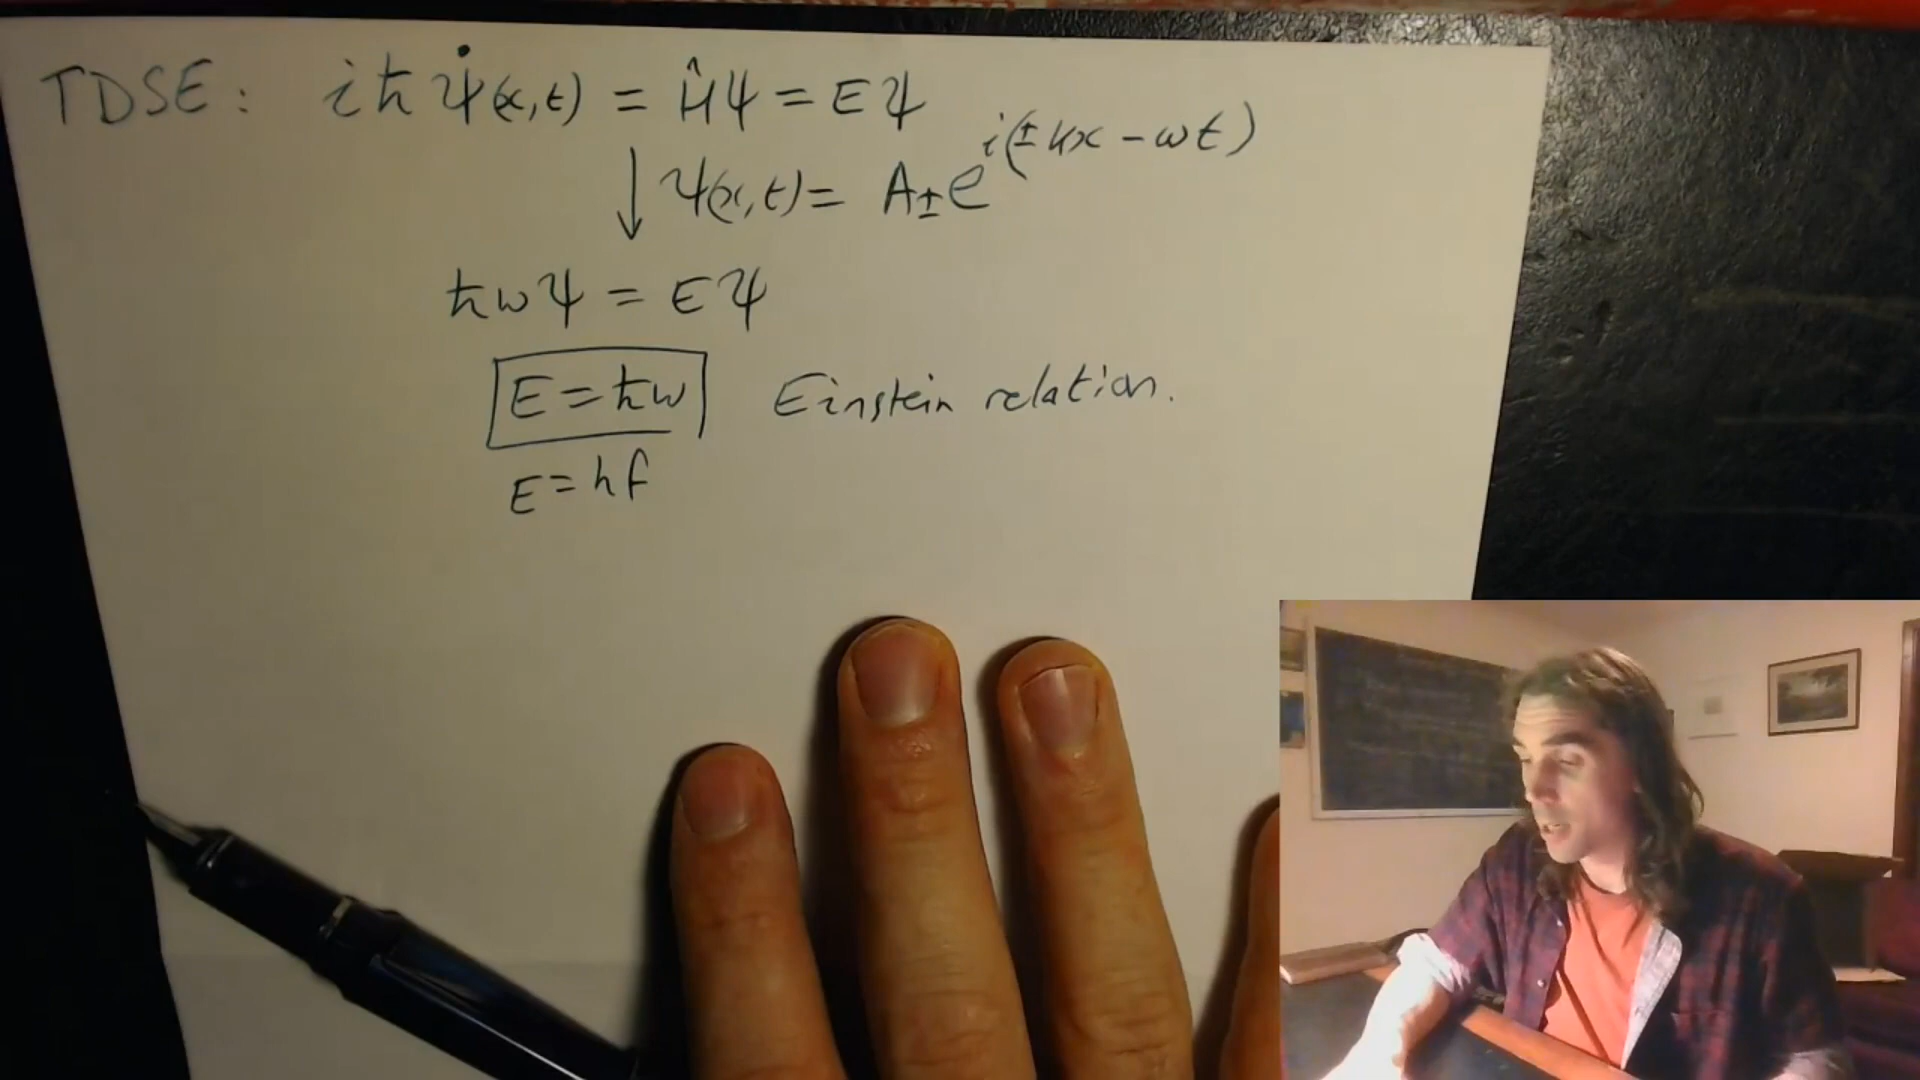 TDSE: iħ ψ̇(x,t) = Ĥψ = Eψ
↓ ψ(x,t) = A± e^{i(±kx - ωt)}
ħωψ = Eψ
E = ħω Einstein relation.
E = hf